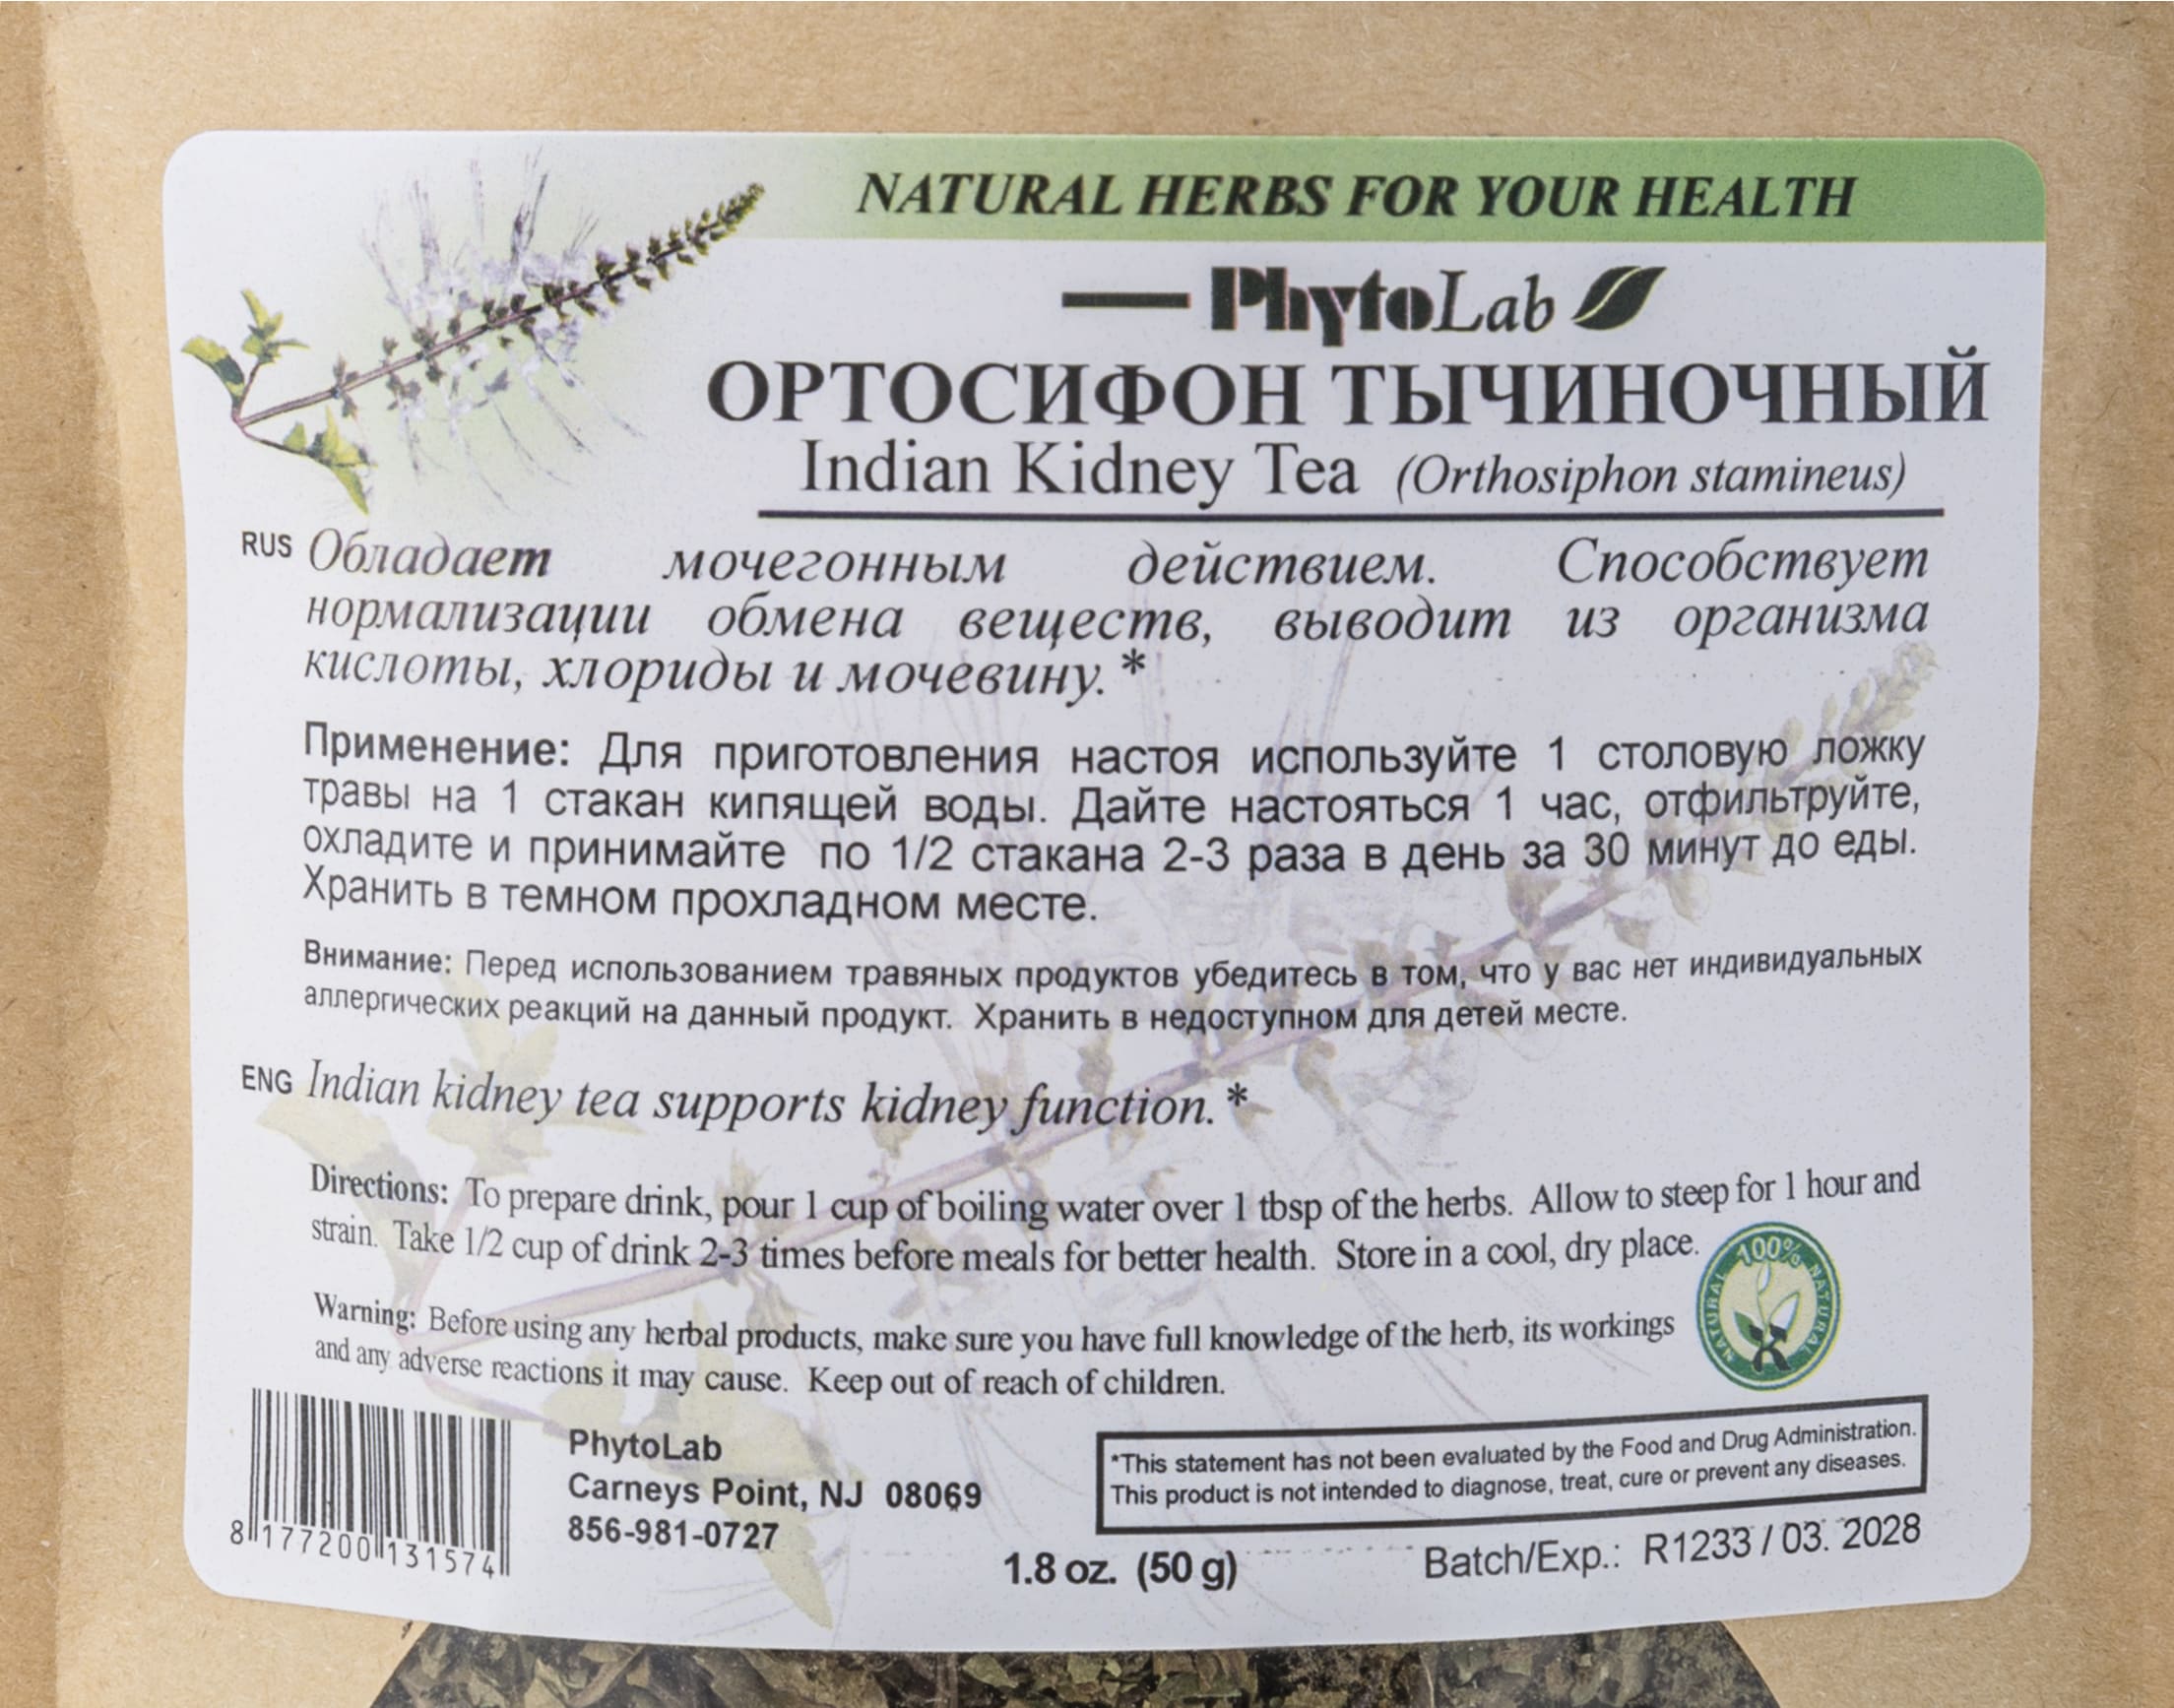 NATURAL HERBS FOR YOUR HEALTH
PhytoLab
ОРТОСИФОН ТЫЧИНОЧНЫЙ
Indian Kidney Tea (Orthosiphon stamineus)
RUS Обладает мочегонным действием. Способствует
нормализации обмена веществ, выводит из организма
кислоты, хлориды и мочевину. *
Применение: Для приготовления настоя используйте 1 столовую ложку
травы на 1 стакан кипящей воды. Дайте настояться 1 час, отфильтруйте,
охладите и принимайте по 1/2 стакана 2-3 раза в день за 30 минут до еды.
Хранить в темном прохладном месте.
Внимание: Перед использованием травяных продуктов убедитесь в том, что у вас нет индивидуальных
аллергических реакций на данный продукт. Хранить в недоступном для детей месте.
ENG Indian kidney tea supports kidney function. *
Directions: To prepare drink, pour 1 cup of boiling water over 1 tbsp of the herbs. Allow to steep for 1 hour and
strain. Take 1/2 cup of drink 2-3 times before meals for better health. Store in a cool, dry place.
100% NATURAL NATURAL
Warning: Before using any herbal products, make sure you have full knowledge of the herb, its workings
and any adverse reactions it may cause. Keep out of reach of children.
PhytoLab
Carneys Point, NJ 08069
856-981-0727
8 177200 131574
*This statement has not been evaluated by the Food and Drug Administration.
This product is not intended to diagnose, treat, cure or prevent any diseases.
1.8 oz. (50 g)
Batch/Exp.: R1233 / 03. 2028